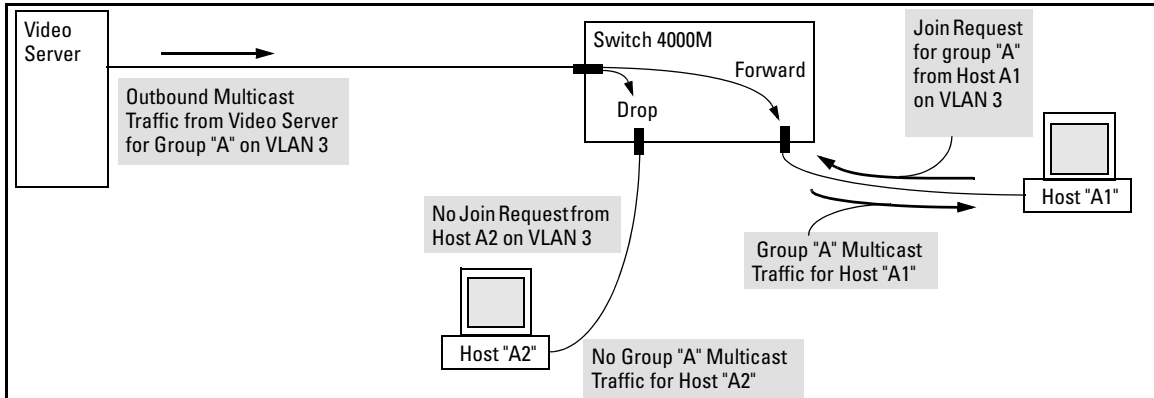 Video
Server
Outbound Multicast
Traffic from Video Server
for Group "A" on VLAN 3
Switch 4000M
Forward
Drop
Join Request
for group "A"
from Host A1
on VLAN 3
Host "A1"
Group "A" Multicast
Traffic for Host "A1"
No Join Request from
Host A2 on VLAN 3
Host "A2"
No Group "A" Multicast
Traffic for Host "A2"